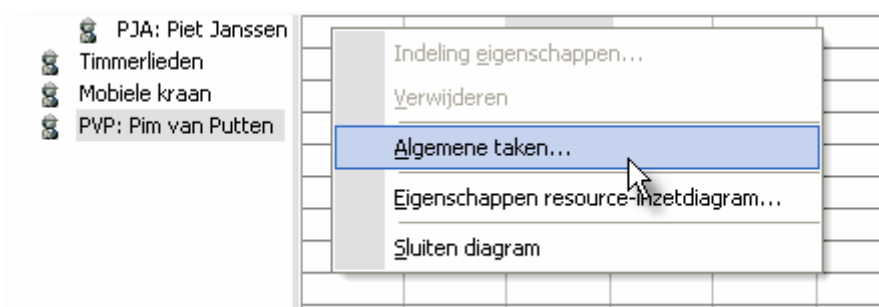 PJA: Piet Janssen
Timmerlieden
Mobiele kraan
PVP: Pim van Putten
Indeling eigenschappen...
Verwijderen
Algemene taken...
Eigenschappen resource-inzetdiagram...
Sluiten diagram